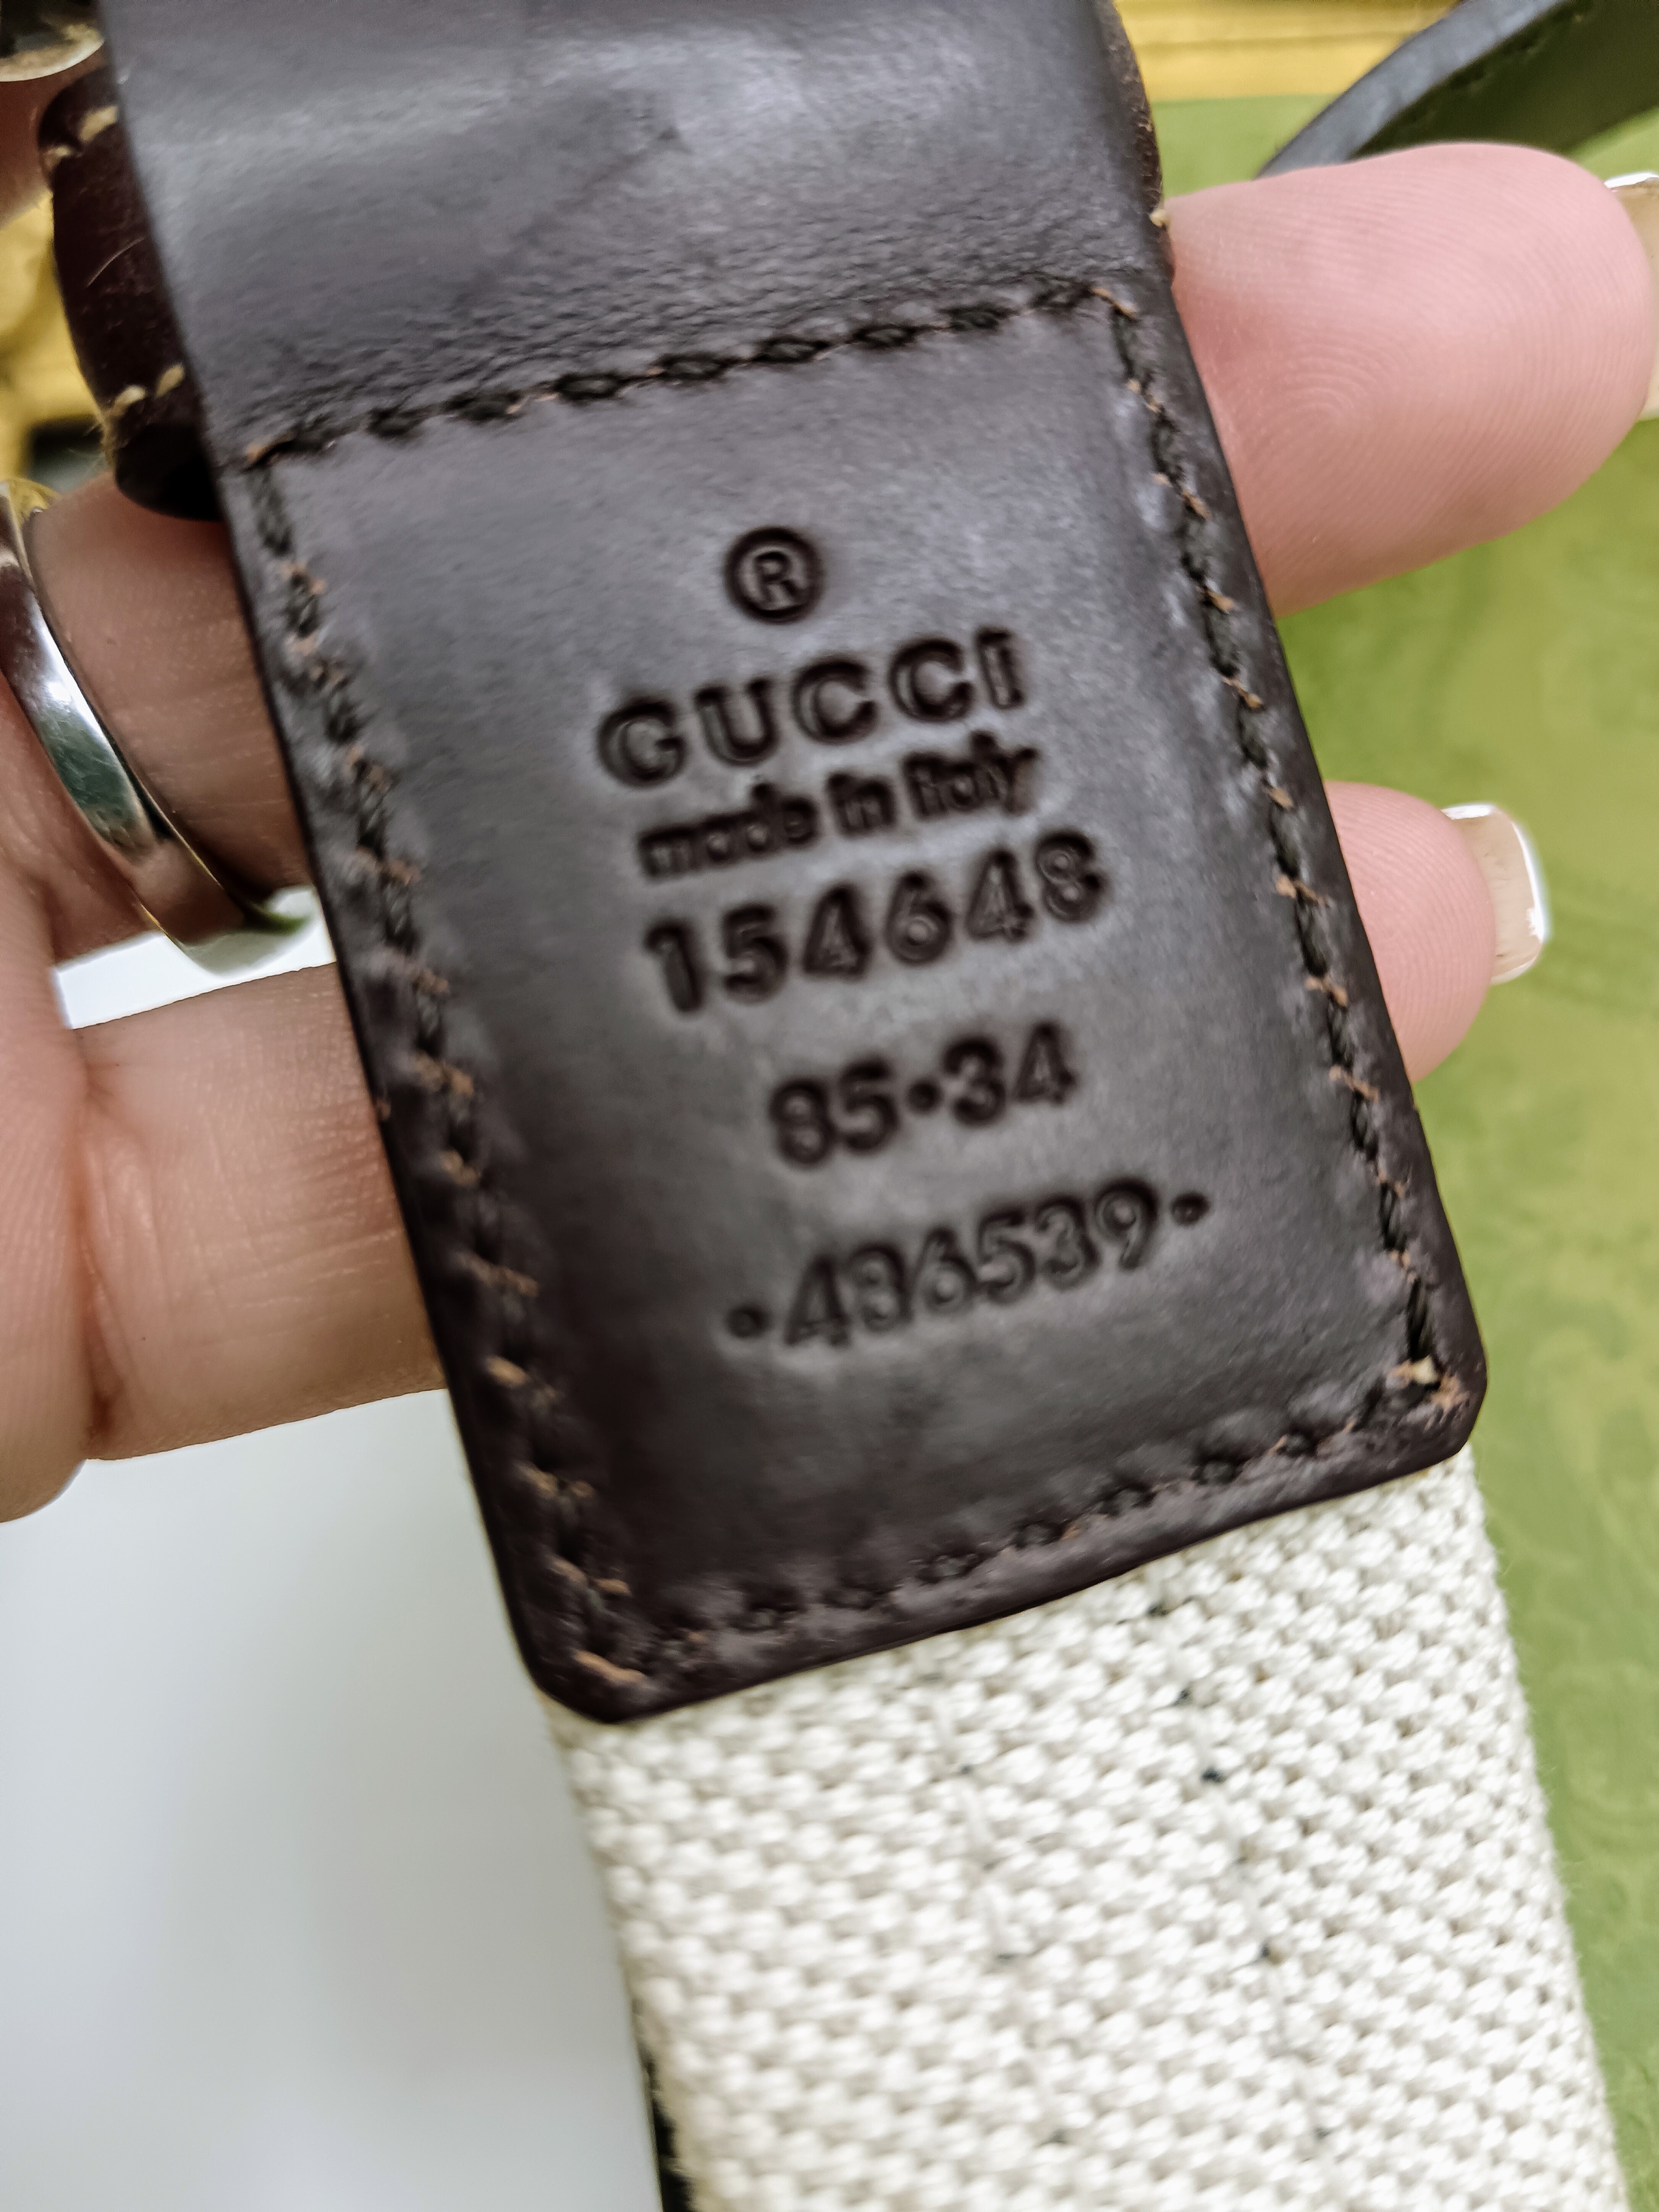 ®
GUCCI
made in italy
154648
85•34
•436539•